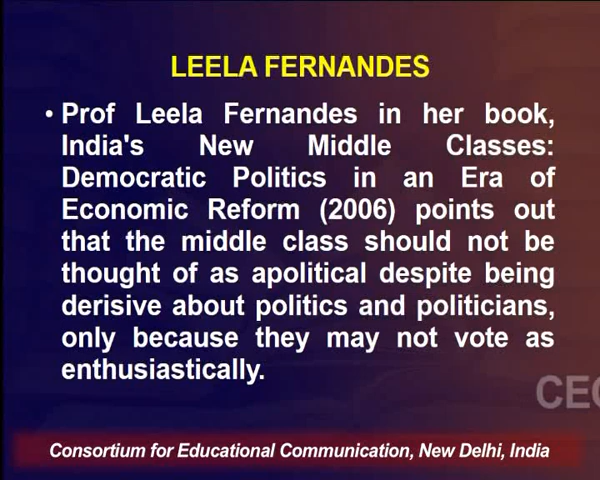 LEELA FERNANDES
• Prof Leela Fernandes in her book,
India's New Middle Classes:
Democratic Politics in an Era of
Economic Reform (2006) points out
that the middle class should not be
thought of as apolitical despite being
derisive about politics and politicians,
only because they may not vote as
enthusiastically.
CEC
Consortium for Educational Communication, New Delhi, India